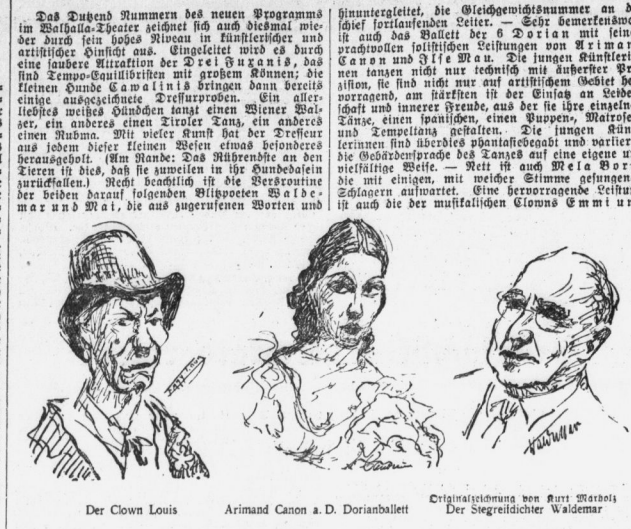 Das Dutzend Nummern des neuen Programms
im Walhalla-Theater zeichnet sich auch diesmal wie-
der durch sein hohes Niveau in künstlerischer und
artistischer Hinsicht aus. Eingeleitet wird es durch
eine saubere Attraktion der Drei Fuxanis, das
sind Tempo-Equilibristen mit großem Können; die
kleinen Hunde Cawalinis bringen dann bereits
einige ausgezeichnete Dressurproben. Ein aller-
liebstes weißes Hündchen tanzt einen Wiener Wal-
zer, ein anderes einen Tiroler Tanz, ein anderes
einen Rubma. Mit vieler Kunst hat der Dresseur
aus jedem dieser kleinen Wesen etwas besonderes
herausgeholt. (Am Rande: Das Rührendste an den
Tieren ist dies, daß sie zuweilen in ihr Hundedasein
zurückfallen.) Recht beachtlich ist die Versroutine
der beiden darauf folgenden Blitzpoeten Walde-
mar und Mai, die aus zugerufenen Worten und
hinuntergleitet, die Gleichgewichtsnummer an de
schief fortlaufenden Leiter. — Sehr bemerkenswe
ist auch das Ballett der 6 Dorian mit sein
prachtvollen solistischen Leistungen von Ariman
Canon und Ilse Mau. Die jungen Künstleri
nen tanzen nicht nur technisch mit äußerster Prä
zision, sie sind nicht nur auf artistischem Gebiet he
vorragend, am stärksten ist der Einsatz an Leide
schaft und innerer Freude, aus der sie ihre einzeln
Tänze, einen spanischen, einen Puppen-, Matrose
und Tempeltanz gestalten. Die jungen Kün
lerinnen sind überdies phantasiebegabt und variiere
die Gebärdensprache des Tanzes auf eine eigene u
vielfältige Weise. — Nett ist auch Mela Bor
die mit einigen, mit weicher Stimme gesungen
Schlagern aufwartet. Eine hervorragende Leistun
ist auch die der musikalischen Clowns Emmi un
Der Clown Louis
Arimand Canon a. D. Dorianballett
Originalzeichnung von Kurt
Der Stegreifdichter Waldemar